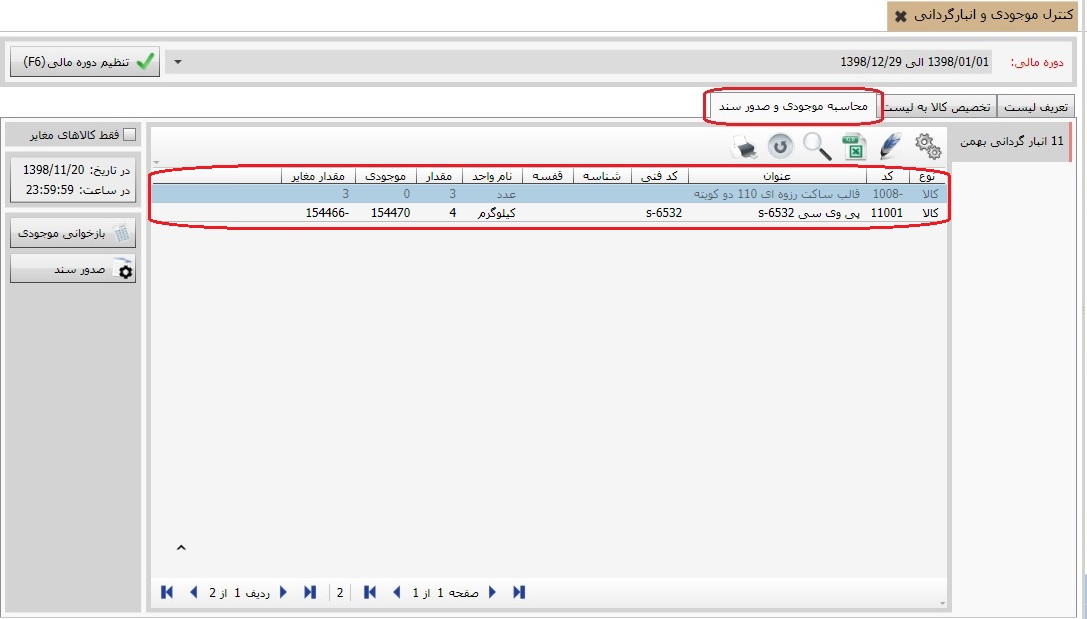 کنترل موجودی و انبارگردانی
دوره مالی: 1398/01/01 الی 1398/12/29 تنظیم دوره مالی (F6)
تعریف لیست تخصیص کالا به لیست محاسبه موجودی و صدور سند
11 انبار گردانی بهمن
فقط کالاهای مغایر
در تاریخ: 1398/11/20
در ساعت: 23:59:59
بازخوانی موجودی
صدور سند
نوع کد عنوان کد فنی شناسه قفسه نام واحد مقدار موجودی مقدار مغایر
کالا 1008- قالب ساکت رزوه ای 110 دو کویته عدد 3 0 3
کالا 11001 پی وی سی s-6532 s-6532 کیلوگرم 4 154470 154466-
صفحه 1 از 1 2 ردیف 1 از 2